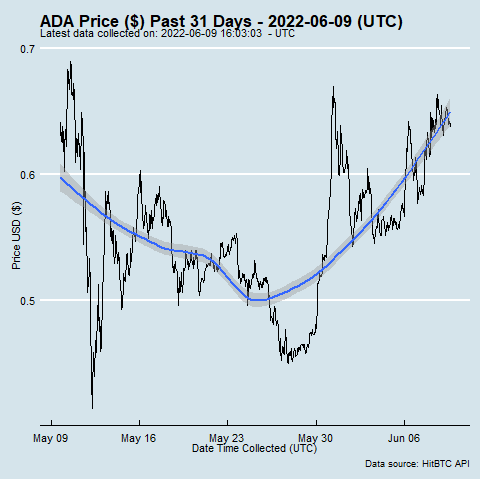 ADA Price ($) Past 31 Days - 2022-06-09 (UTC)
Latest data collected on: 2022-06-09 16:03:03 - UTC
0.7
0.6
0.5
Price USD ($)
May 09 May 16 May 23 May 30 Jun 06
Date Time Collected (UTC)
Data source: HitBTC API